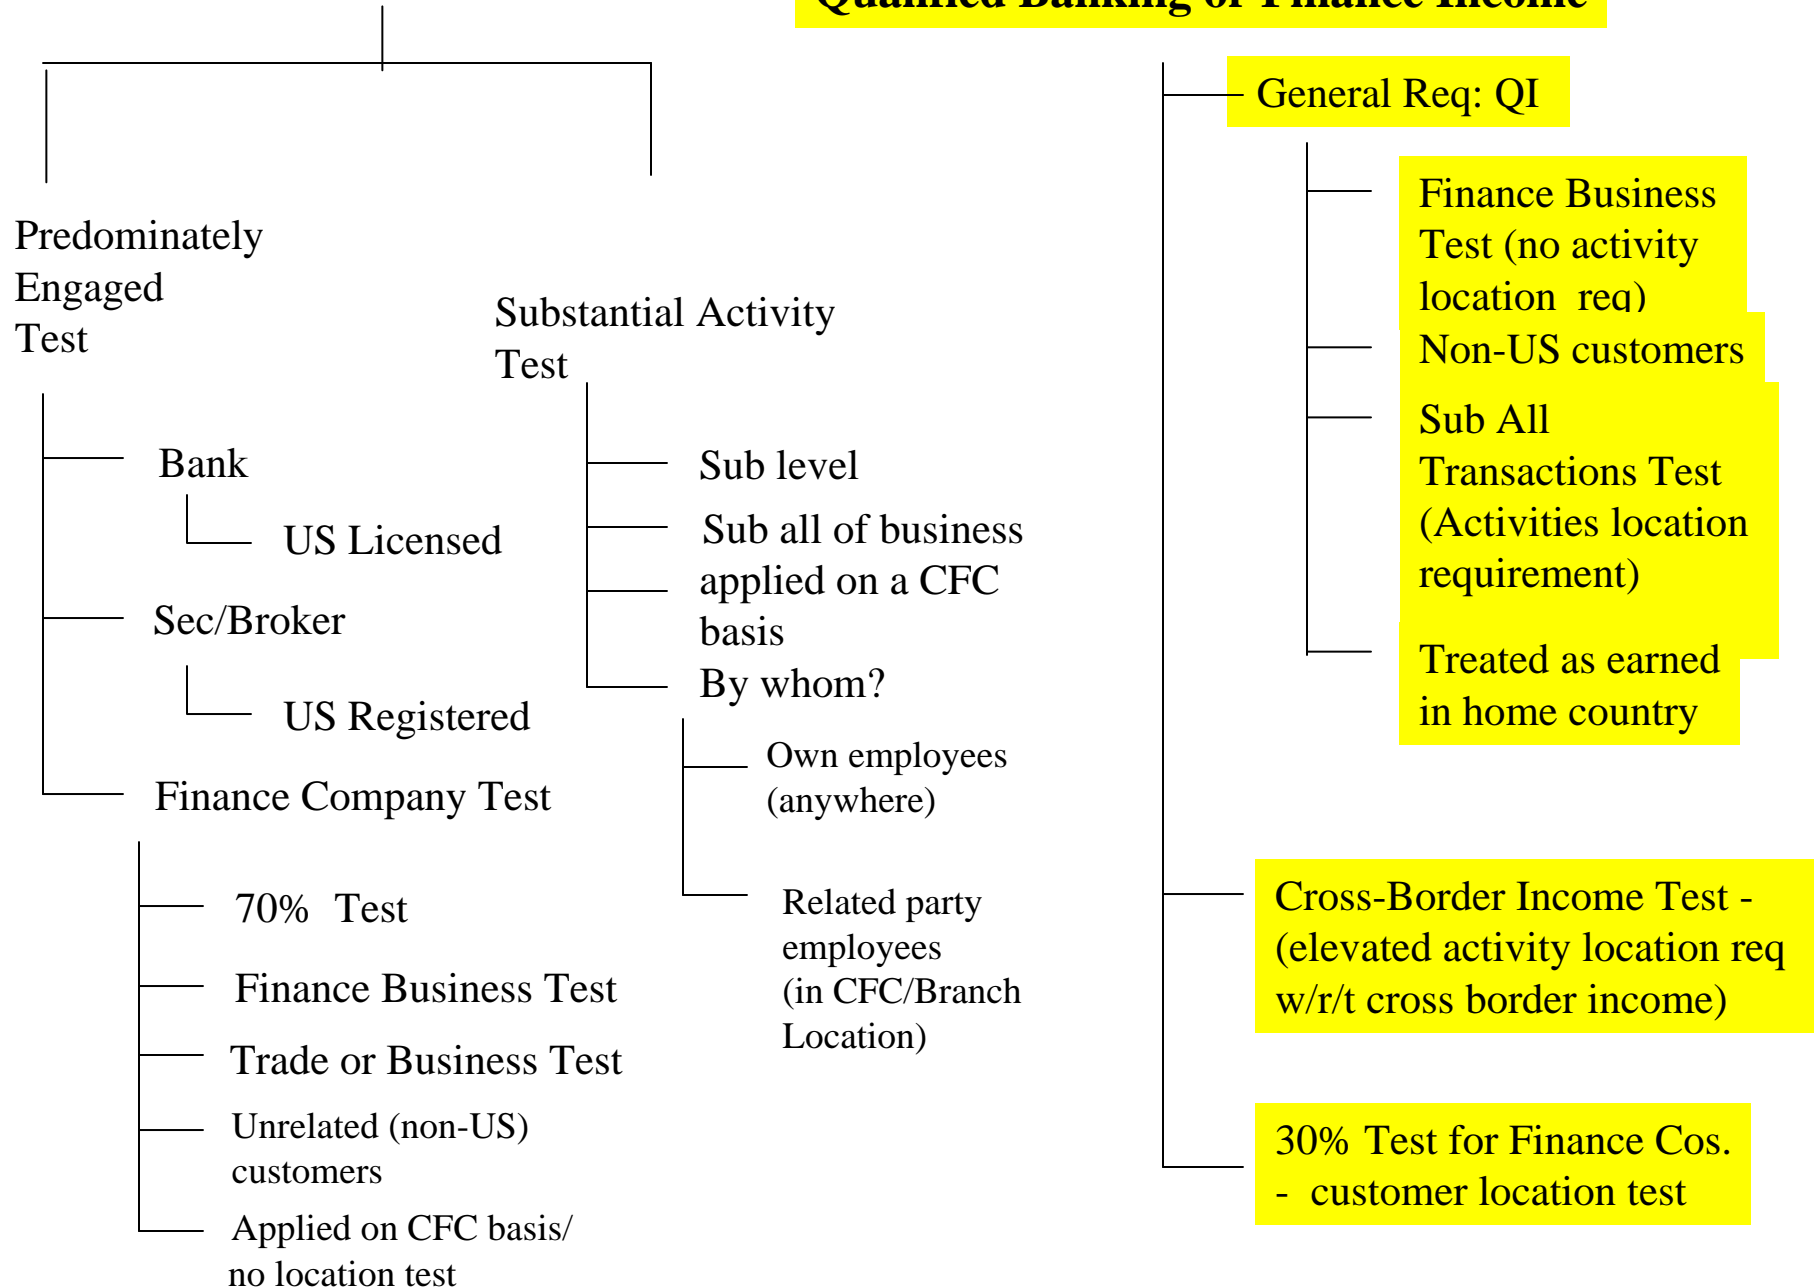 Qualified Banking or Finance Income
Predominately
Engaged
Test
Bank
US Licensed
Sec/Broker
US Registered
Finance Company Test
70% Test
Finance Business Test
Trade or Business Test
Unrelated (non-US)
customers
Applied on CFC basis/
no location test
Substantial Activity
Test
Sub level
Sub all of business
applied on a CFC
basis
By whom?
Own employees
(anywhere)
Related party
employees
(in CFC/Branch
Location)
General Req: QI
Finance Business
Test (no activity
location req)
Non-US customers
Sub All
Transactions Test
(Activities location
requirement)
Treated as earned
in home country
Cross-Border Income Test -
(elevated activity location req
w/r/t cross border income)
30% Test for Finance Cos.
- customer location test